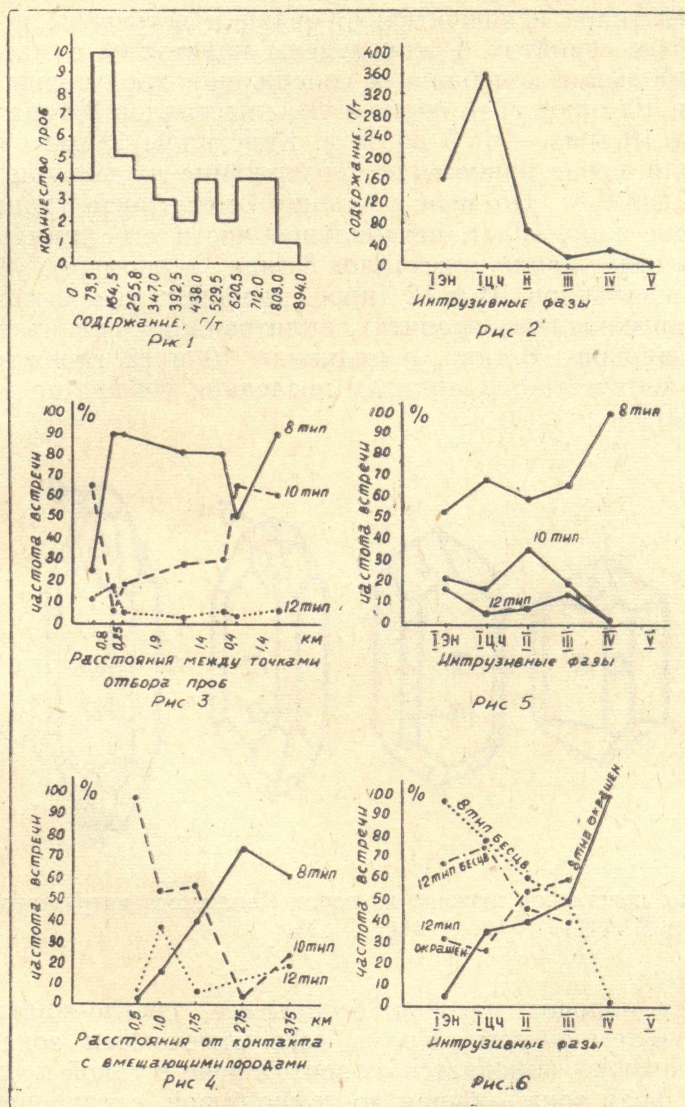 КОЛИЧЕСТВО ПРОБ
10
9
8
7
6
5
4
3
2
1
0
0
73,5
164,5
255,8
347,0
392,5
438,0
529,5
620,5
712,0
803,0
894,0
СОДЕРЖАНИЕ, Г/Т
Рис 1
СОДЕРЖАНИЕ, Г/Т
400
360
320
280
240
200
160
120
80
40
0
I ЭН
I ЦЧ
II
III
IV
V
Интрузивные фазы
Рис 2
частота встречи
%
100
90
80
70
60
50
40
30
20
10
0
8 тип
10 тип
12 тип
0,8
0,25
1,9
1,4
0,4
1,4
км
Расстояния между точками
отбора проб
Рис 3
частота встречи
%
100
90
80
70
60
50
40
30
20
10
0
8 тип
10 тип
12 тип
I ЭН
I ЦЧ
II
III
IV
V
Интрузивные фазы
Рис 5
частота встречи
%
100
90
80
70
60
50
40
30
20
10
0
8 тип
10 тип
12 тип
0,5
1,0
1,75
2,75
3,75
км
Расстояния от контакта
с вмещающими породами
Рис 4.
частота встречи
%
100
90
80
70
60
50
40
30
20
10
0
8 тип бесцв
12 тип бесцв
8 тип окрашен
12 тип
окрашен
I ЭН
I ЦЧ
II
III
IV
V
Интрузивные фазы
Рис. 6